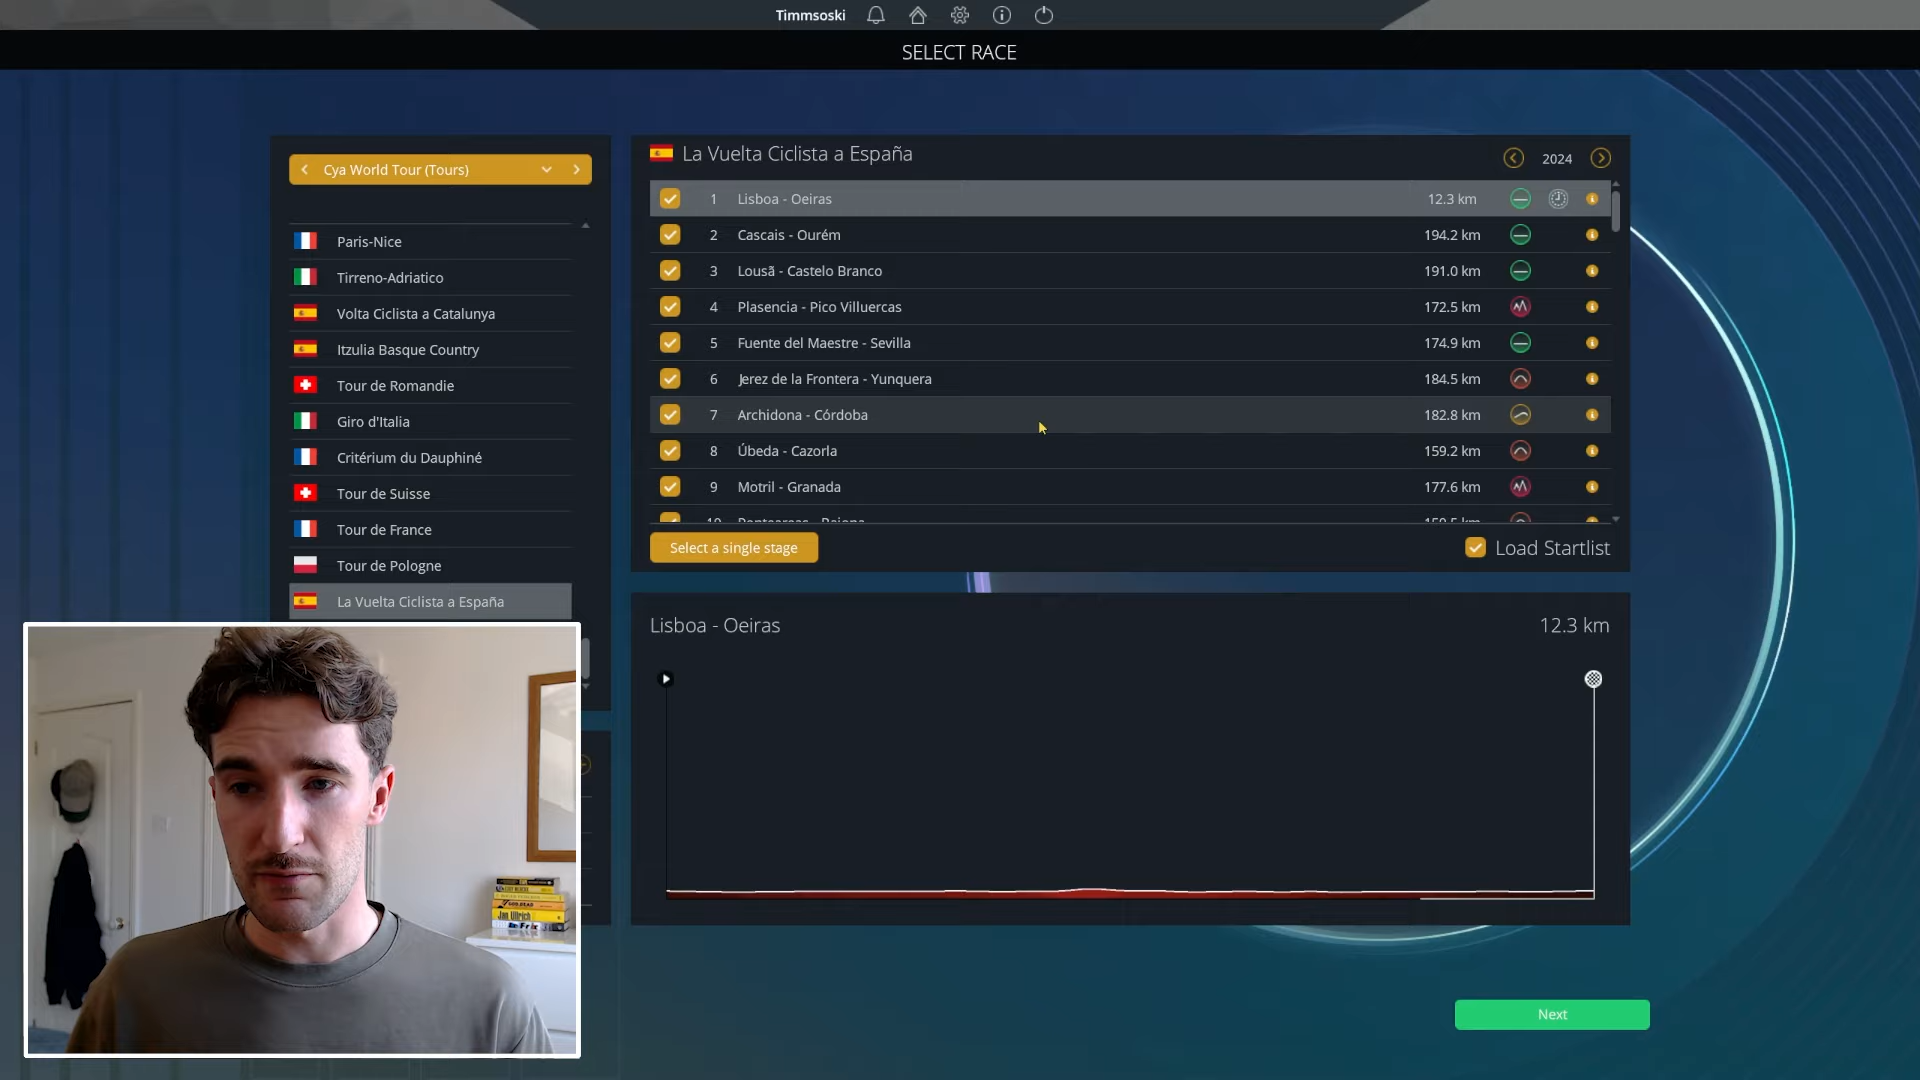 Timmsoski
SELECT RACE
Cya World Tour (Tours)
Paris-Nice
Tirreno-Adriatico
Volta Ciclista a Catalunya
Itzulia Basque Country
Tour de Romandie
Giro d'Italia
Critérium du Dauphiné
Tour de Suisse
Tour de France
Tour de Pologne
La Vuelta Ciclista a España
La Vuelta Ciclista a España 2024
1 Lisboa - Oeiras 12.3 km
2 Cascais - Ourém 194.2 km
3 Lousã - Castelo Branco 191.0 km
4 Plasencia - Pico Villuercas 172.5 km
5 Fuente del Maestre - Sevilla 174.9 km
6 Jerez de la Frontera - Yunquera 184.5 km
7 Archidona - Córdoba 182.8 km
8 Úbeda - Cazorla 159.2 km
9 Motril - Granada 177.6 km
Select a single stage
Load Startlist
Lisboa - Oeiras 12.3 km
Jan Ullrich
Next